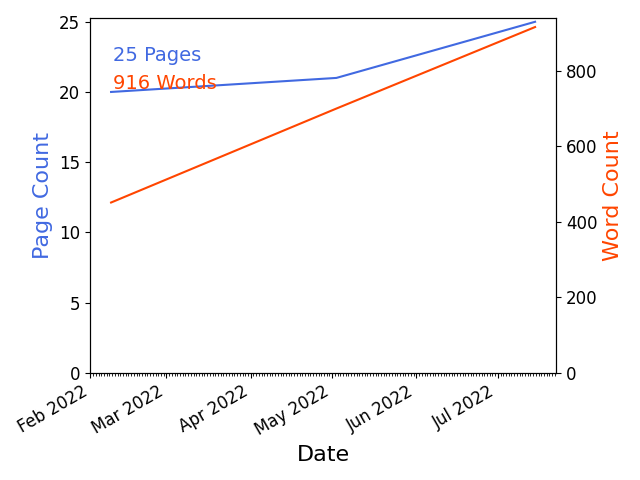 25 Pages
916 Words
Page Count
25
20
15
10
5
0
Word Count
800
600
400
200
0
Feb 2022
Mar 2022
Apr 2022
May 2022
Jun 2022
Jul 2022
Date